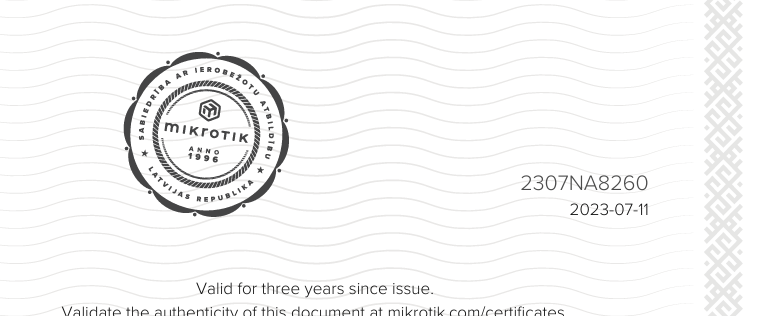 SABIEDRĪBA AR IEROBEŽOTU ATBILDĪBU
mikrotik
ANNO
1996
★ LATVIJAS REPUBLIKA ★
2307NA8260
2023-07-11
Valid for three years since issue.
Validate the authenticity of this document at mikrotik.com/certificates